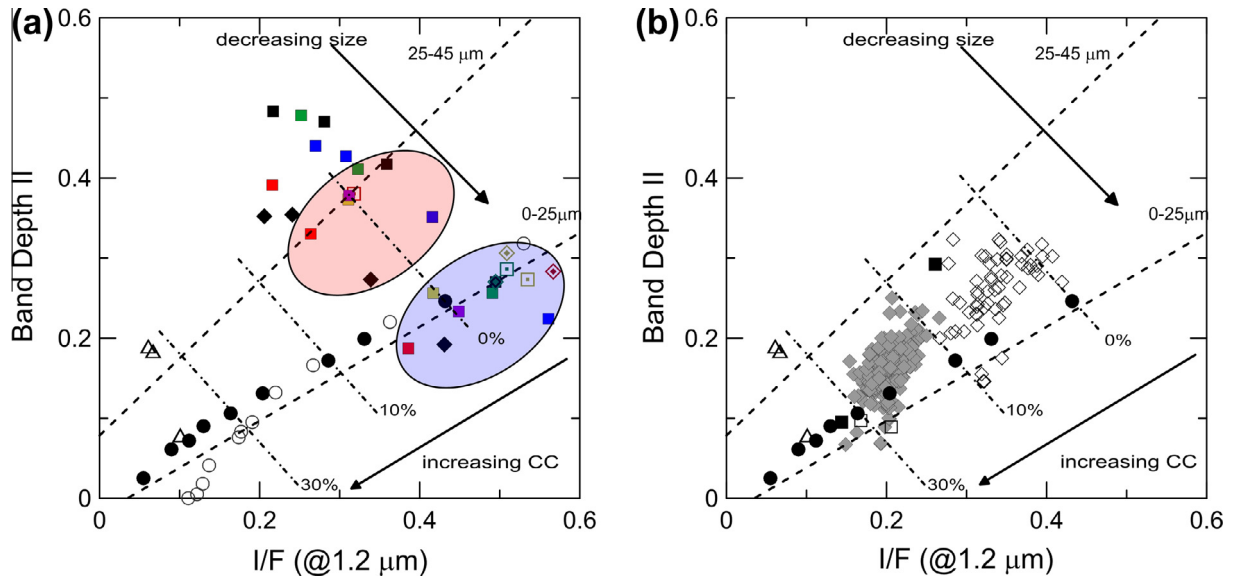 (a)
0.6
0.4
0.2
0
Band Depth II
decreasing size
25-45 μm
0-25μm
0%
10%
30%
increasing CC
0
0.2
0.4
0.6
I/F (@1.2 μm)
(b)
0.6
0.4
0.2
0
Band Depth II
decreasing size
25-45 μm
0-25μm
0%
10%
30%
increasing CC
0
0.2
0.4
0.6
I/F (@1.2 μm)